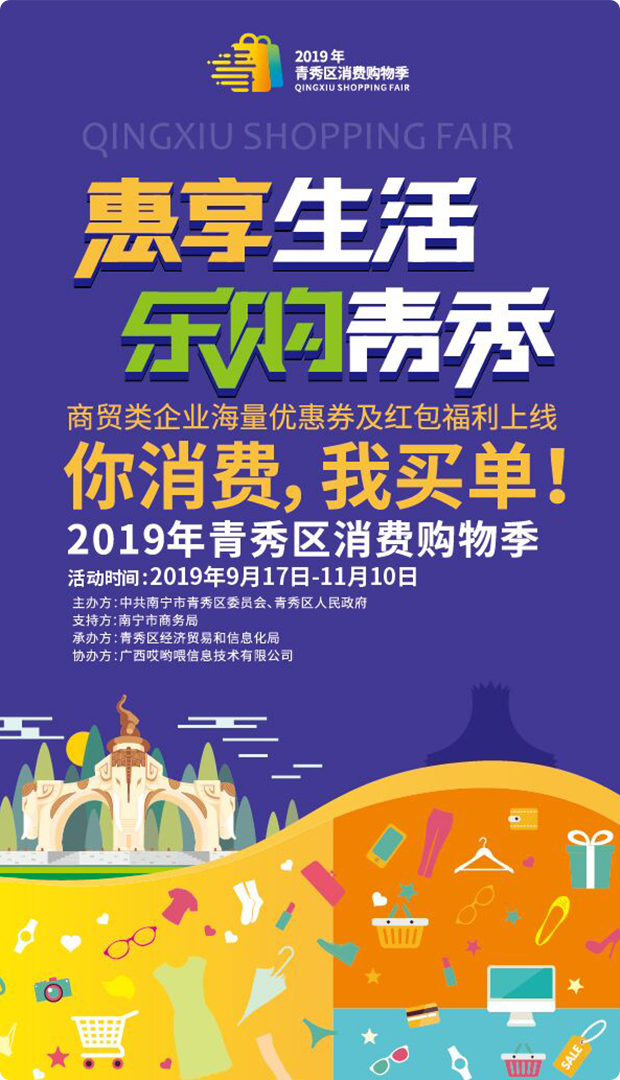 2019年
青秀区消费购物季
QINGXIU SHOPPING FAIR
QINGXIU SHOPPING FAIR
惠享生活
乐购青秀
商贸类企业海量优惠券及红包福利上线
你消费,我买单!
2019年青秀区消费购物季
活动时间:2019年9月17日-11月10日
主办方:中共南宁市青秀区委员会、青秀区人民政府
支持方:南宁市商务局
承办方:青秀区经济贸易和信息化局
协办方:广西哎哟喂信息技术有限公司
SALE